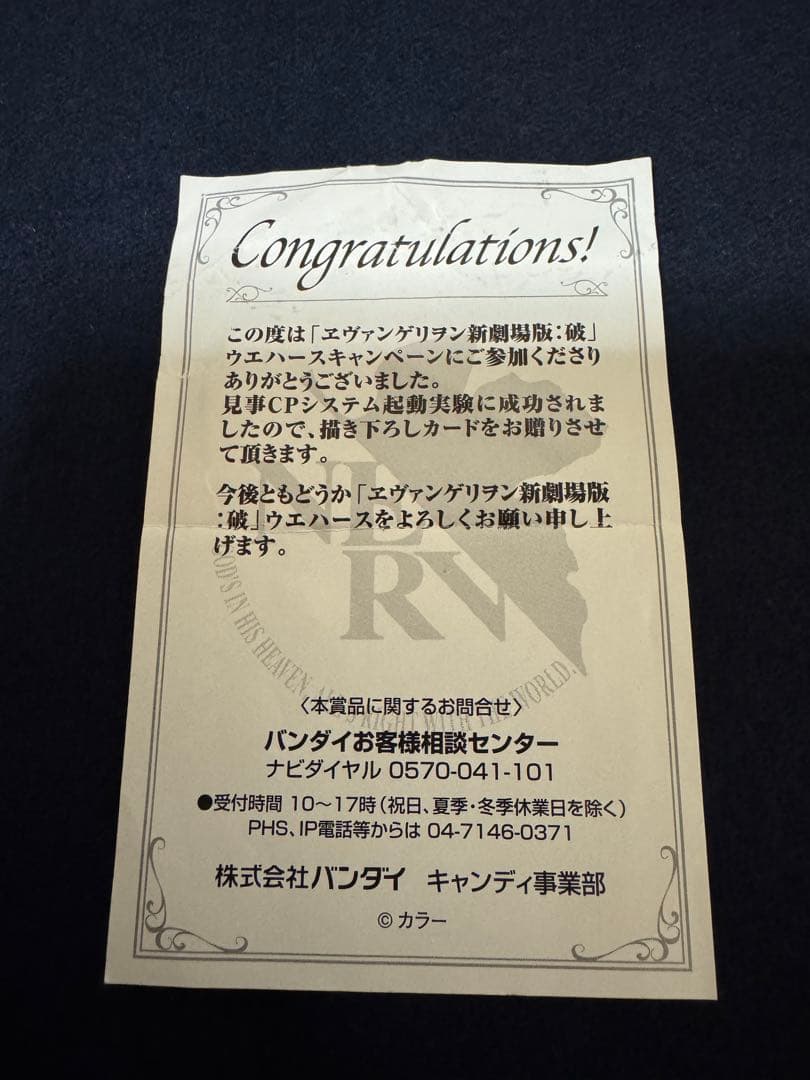 Congratulations!
この度は「ヱヴァンゲリヲン新劇場版:破」
ウエハースキャンペーンにご参加くださり
ありがとうございました。
見事CPシステム起動実験に成功されま
したので、描き下ろしカードをお贈りさせ
て頂きます。
今後ともどうか「ヱヴァンゲリヲン新劇場版
:破」ウエハースをよろしくお願い申し上
げます。
NERV
GOD'S IN HIS HEAVEN. ALL'S RIGHT WITH THE WORLD.
〈本賞品に関するお問合せ〉
バンダイお客様相談センター
ナビダイヤル 0570-041-101
●受付時間 10〜17時(祝日、夏季・冬季休業日を除く)
PHS、IP電話等からは 04-7146-0371
株式会社バンダイ キャンディ事業部
© カラー